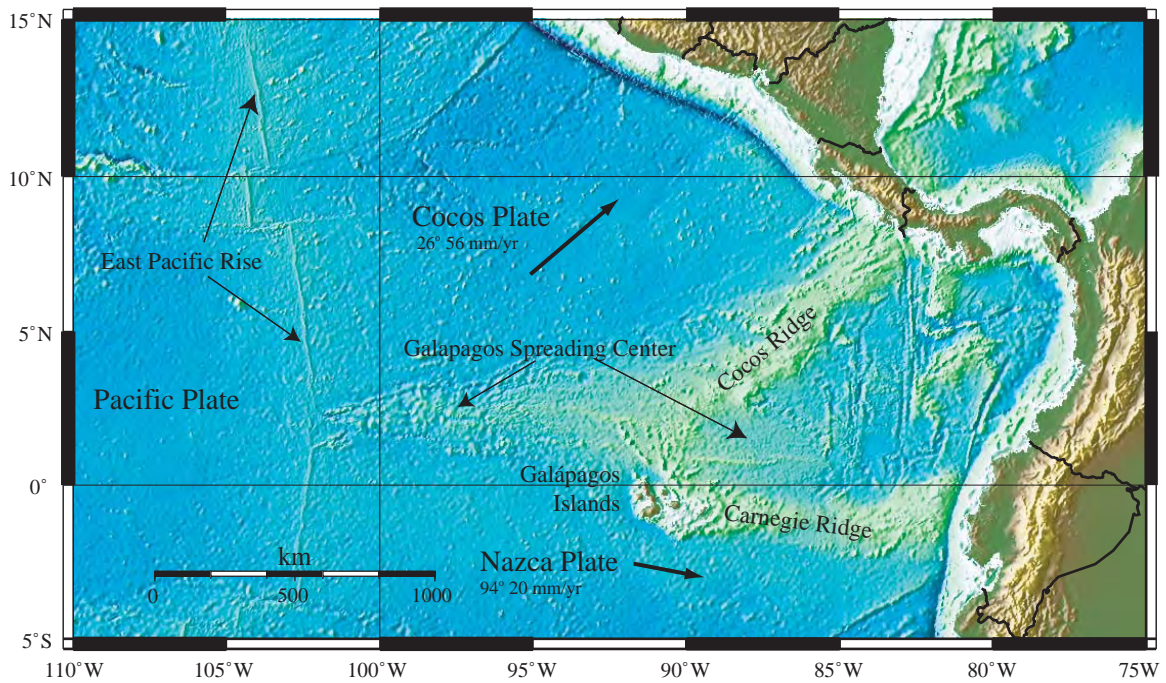 15°N
10°N
Cocos Plate
26° 56 mm/yr
East Pacific Rise
5°N
Cocos Ridge
Galapagos Spreading Center
Pacific Plate
Galápagos
Islands
0°
Carnegie Ridge
km
Nazca Plate
94° 20 mm/yr
0 500 1000
5°S
110°W 105°W 100°W 95°W 90°W 85°W 80°W 75°W